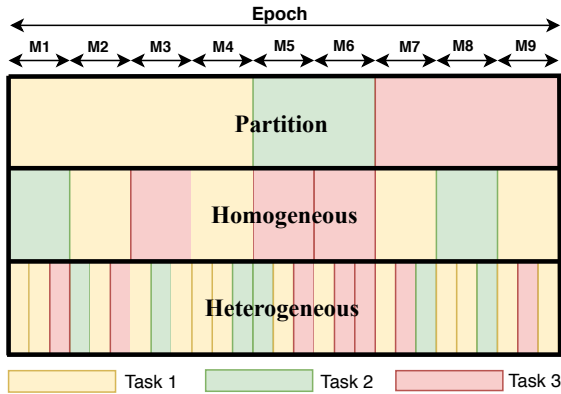 Epoch
M1 M2 M3 M4 M5 M6 M7 M8 M9
Partition
Homogeneous
Heterogeneous
Task 1 Task 2 Task 3